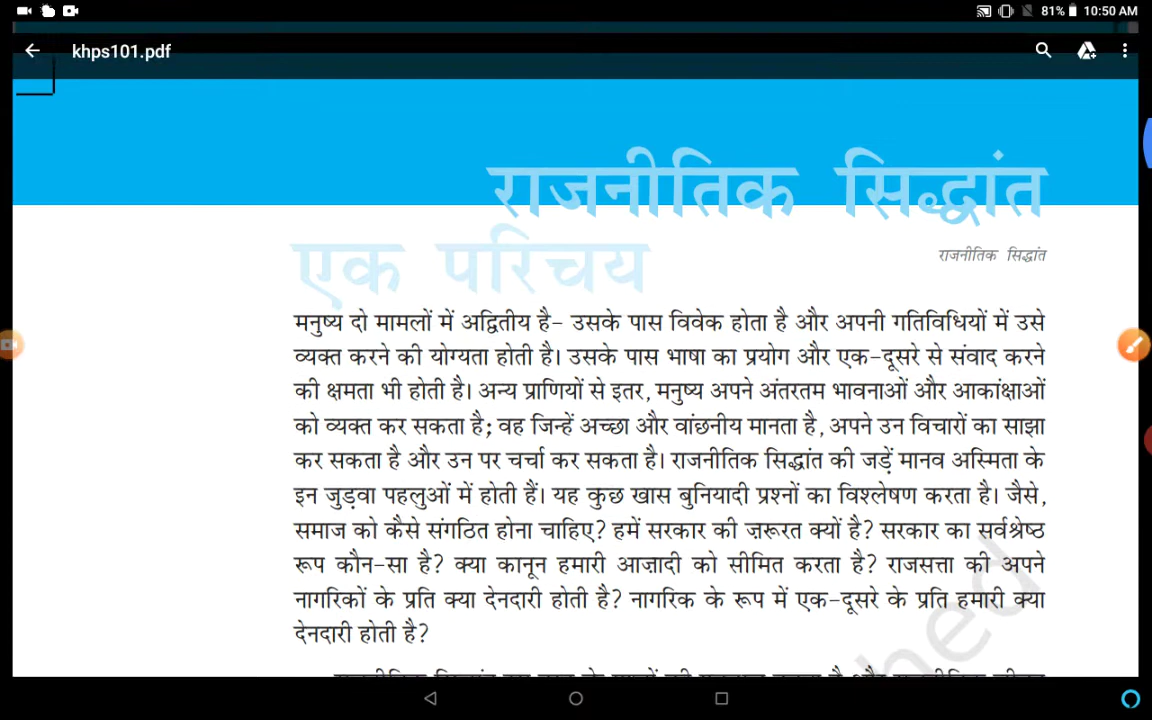 81% 10:50 AM
khps101.pdf
राजनीतिक सिद्धांत
एक परिचय
राजनीतिक सिद्धांत
मनुष्य दो मामलों में अद्वितीय है- उसके पास विवेक होता है और अपनी गतिविधियों में उसे
व्यक्त करने की योग्यता होती है। उसके पास भाषा का प्रयोग और एक-दूसरे से संवाद करने
की क्षमता भी होती है। अन्य प्राणियों से इतर, मनुष्य अपने अंतरतम भावनाओं और आकांक्षाओं
को व्यक्त कर सकता है; वह जिन्हें अच्छा और वांछनीय मानता है, अपने उन विचारों का साझा
कर सकता है और उन पर चर्चा कर सकता है। राजनीतिक सिद्धांत की जड़ें मानव अस्मिता के
इन जुड़वा पहलुओं में होती हैं। यह कुछ खास बुनियादी प्रश्नों का विश्लेषण करता है। जैसे,
समाज को कैसे संगठित होना चाहिए? हमें सरकार की ज़रूरत क्यों है? सरकार का सर्वश्रेष्ठ
रूप कौन-सा है? क्या कानून हमारी आज़ादी को सीमित करता है? राजसत्ता की अपने
नागरिकों के प्रति क्या देनदारी होती है? नागरिक के रूप में एक-दूसरे के प्रति हमारी क्या
देनदारी होती है?